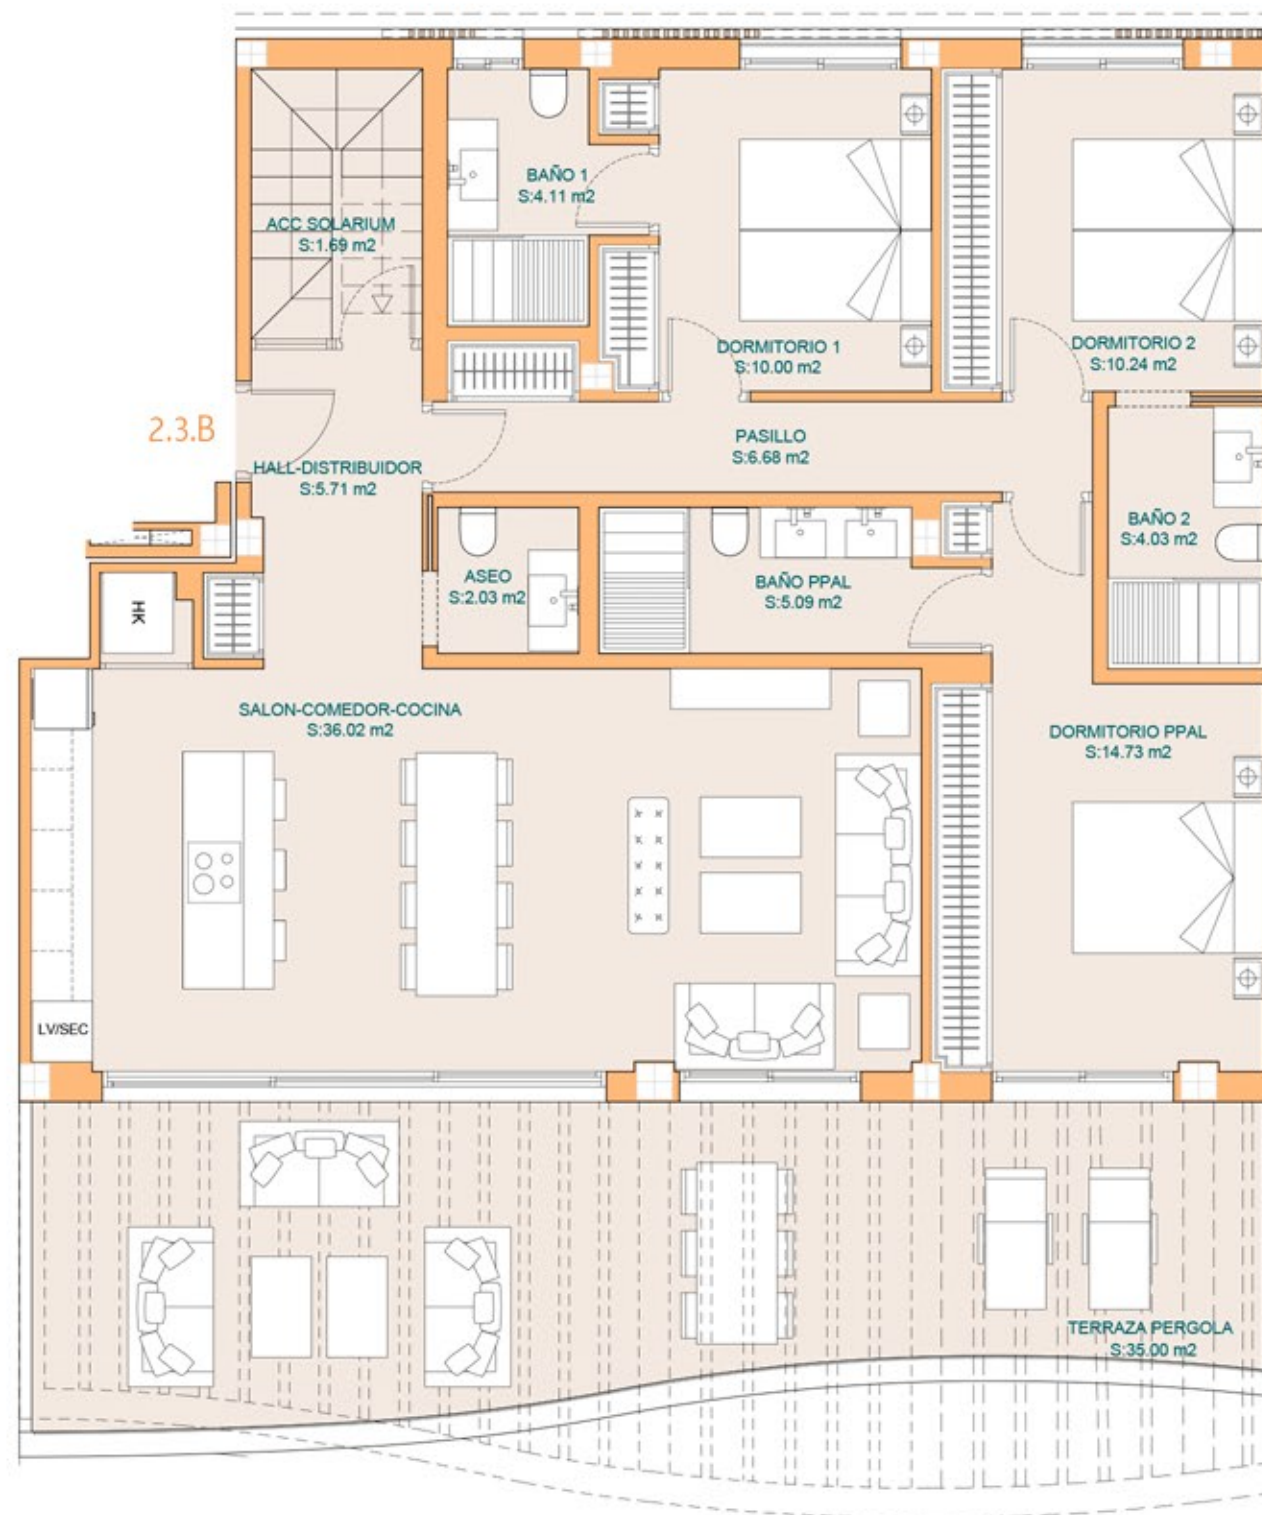 BAÑO 1
S:4.11 m2
ACC SOLARIUM
S:1.69 m2
DORMITORIO 1
S:10.00 m2
DORMITORIO 2
S:10.24 m2
2.3.B
PASILLO
S:6.68 m2
HALL-DISTRIBUIDOR
S:5.71 m2
BAÑO 2
S:4.03 m2
ASEO
S:2.03 m2
BAÑO PPAL
S:5.09 m2
HK
SALON-COMEDOR-COCINA
S:36.02 m2
DORMITORIO PPAL
S:14.73 m2
LV/SEC
TERRAZA PERGOLA
S:35.00 m2